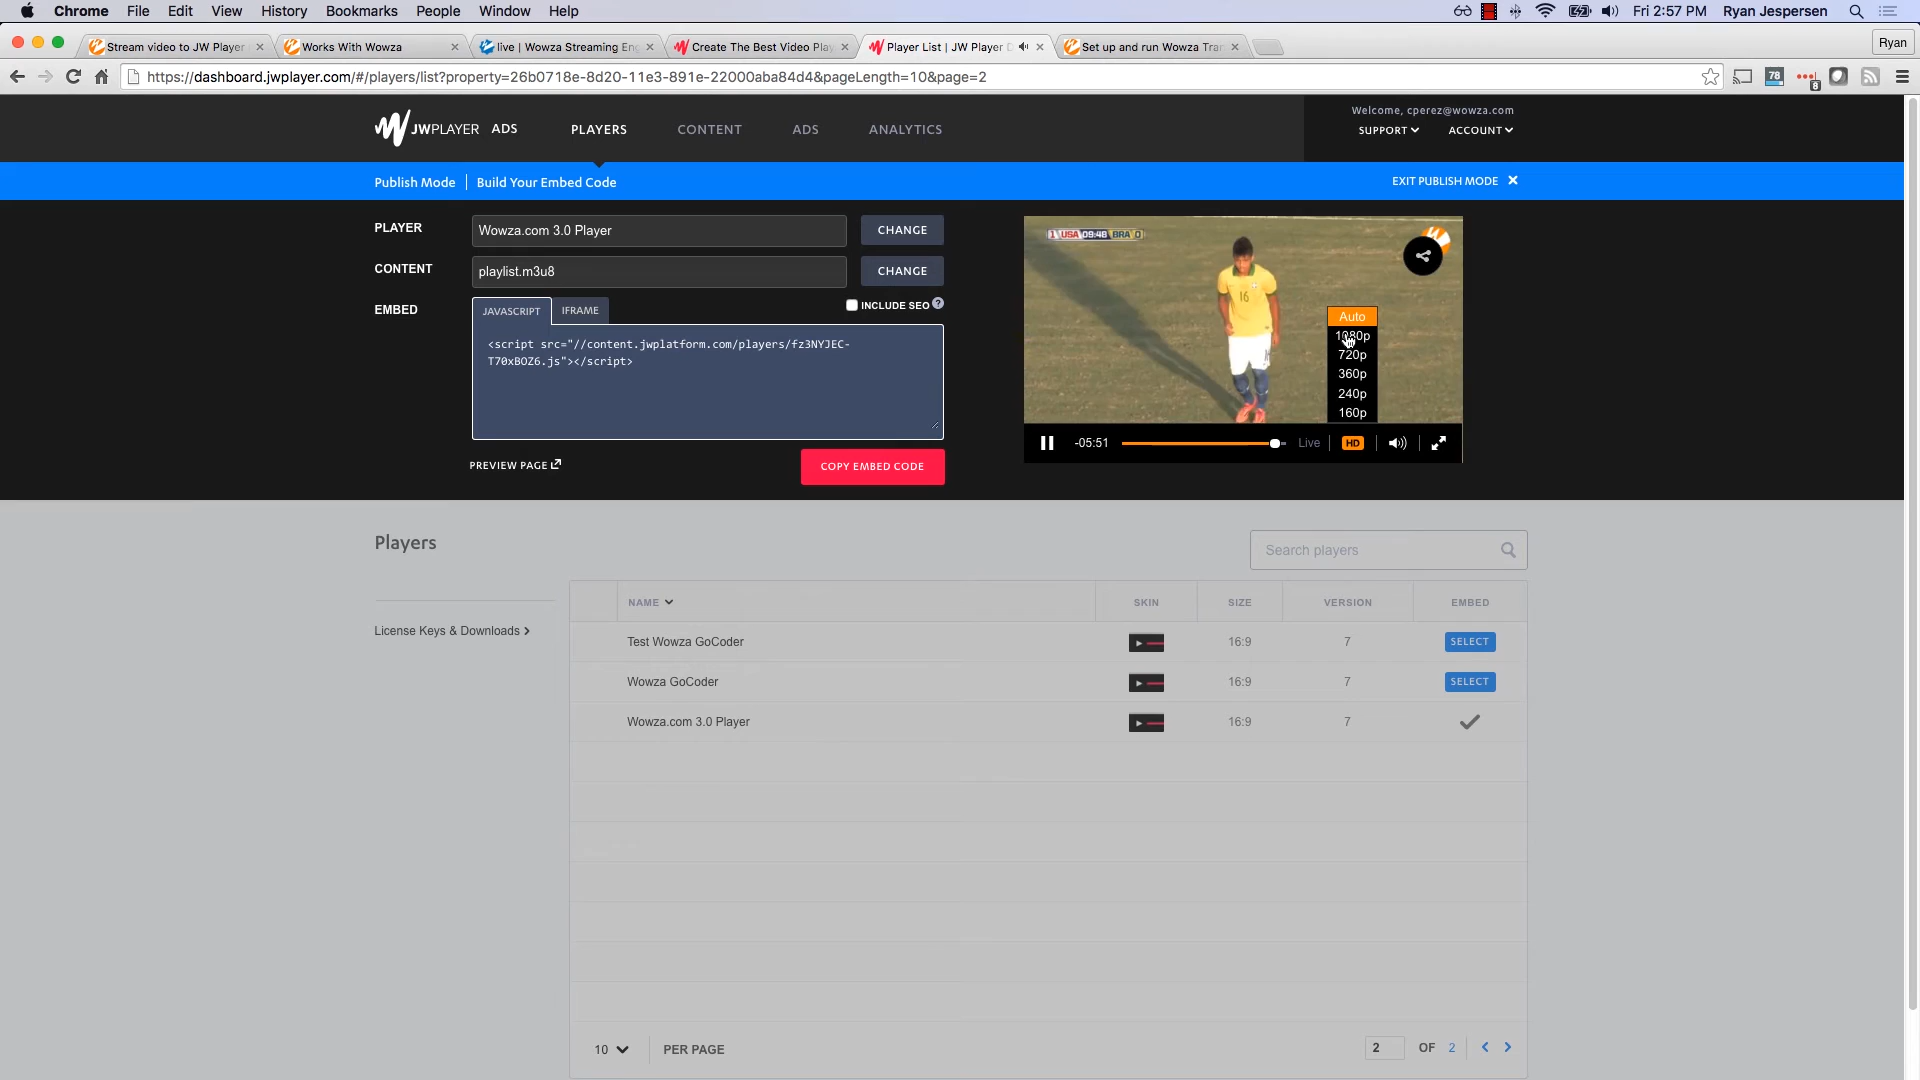 Chrome File Edit View History Bookmarks People Window Help Fri 2:57 PM Ryan Jespersen
Stream video to JW Player Works With Wowza live | Wowza Streaming En Create The Best Video Play Player List | JW Player D Set up and run Wowza Tran Ryan
https://dashboard.jwplayer.com/#/players/list?property=26b0718e-8d20-11e3-891e-22000aba84d4&pageLength=10&page=2 78 8
Welcome, cperez@wowza.com
JWPLAYER ADS PLAYERS CONTENT ADS ANALYTICS SUPPORT ACCOUNT
Publish Mode | Build Your Embed Code EXIT PUBLISH MODE X
PLAYER Wowza.com 3.0 Player CHANGE
CONTENT playlist.m3u8 CHANGE
EMBED JAVASCRIPT IFRAME INCLUDE SEO ?
<script src="//content.jwplatform.com/players/fz3NYJEC-
T70xBOZ6.js"></script>
PREVIEW PAGE COPY EMBED CODE
1 USA 09:48 BRA 0
16
Auto
1080p
720p
360p
240p
160p
-05:51 Live HD
Players Search players
License Keys & Downloads >
NAME SKIN SIZE VERSION EMBED
Test Wowza GoCoder 16:9 7 SELECT
Wowza GoCoder 16:9 7 SELECT
Wowza.com 3.0 Player 16:9 7
10 PER PAGE 2 OF 2 < >